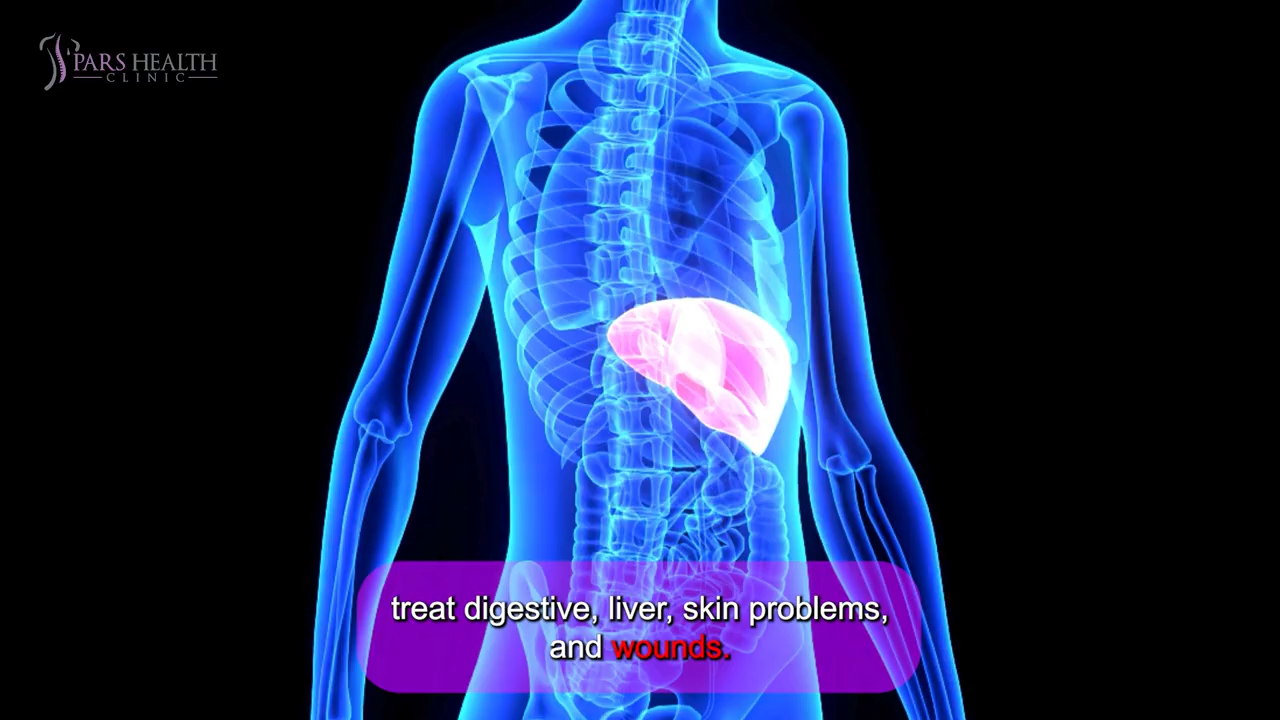 PARS HEALTH
CLINIC
treat digestive, liver, skin problems,
and wounds.